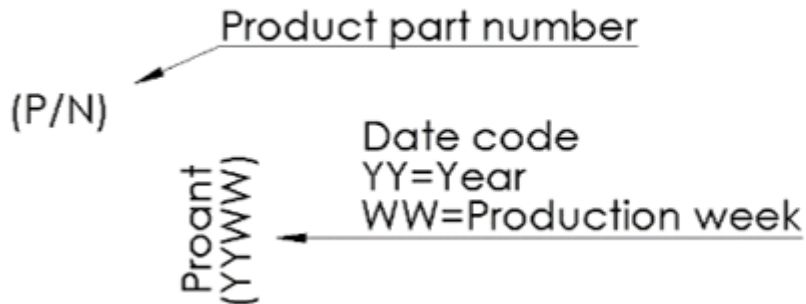 Product part number
(P/N)
Date code
YY=Year
WW=Production week
Proant
(YYWW)